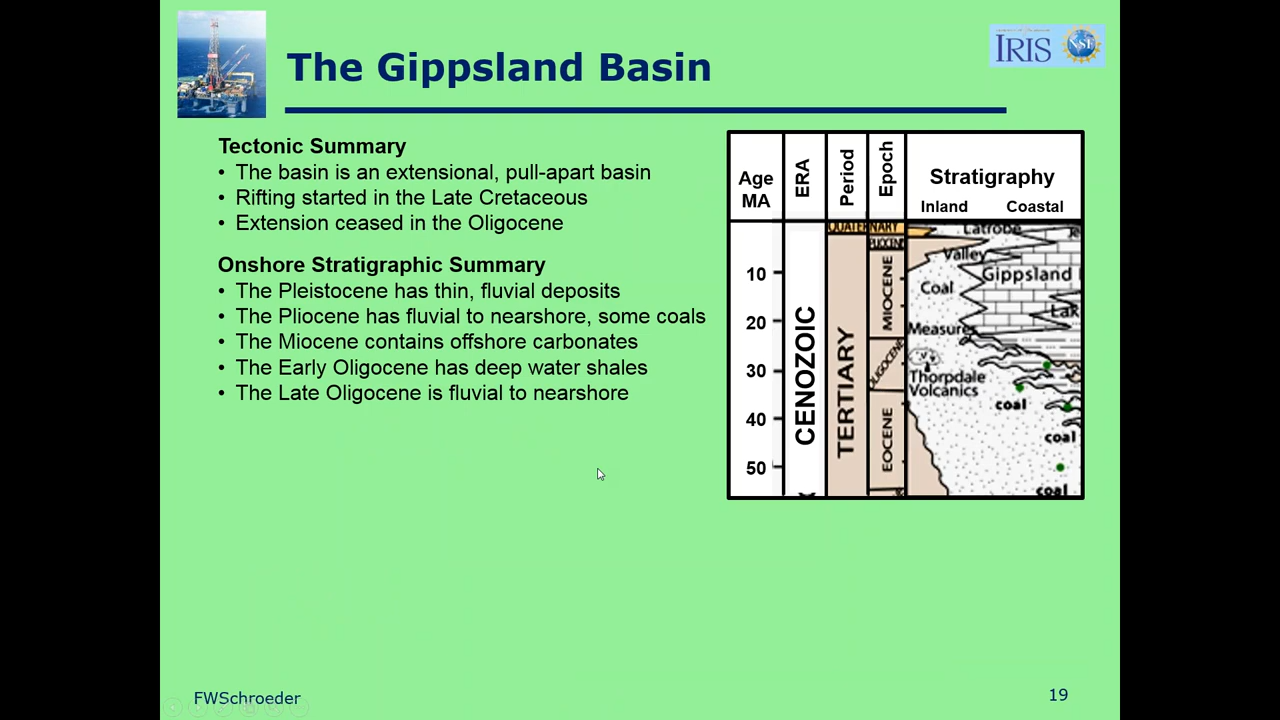 The Gippsland Basin
IRIS
NSF
Tectonic Summary
• The basin is an extensional, pull-apart basin
• Rifting started in the Late Cretaceous
• Extension ceased in the Oligocene
Onshore Stratigraphic Summary
• The Pleistocene has thin, fluvial deposits
• The Pliocene has fluvial to nearshore, some coals
• The Miocene contains offshore carbonates
• The Early Oligocene has deep water shales
• The Late Oligocene is fluvial to nearshore
Age
MA
ERA
Period
Epoch
Stratigraphy
Inland Coastal
10
20
30
40
50
CENOZOIC
QUATERNARY
TERTIARY
PLIOCENE
MIOCENE
OLIGOCENE
EOCENE
Latrobe
Valley
Coal
Measures
Gippsland
Thorpdale
Volcanics
coal
coal
coal
FWSchroeder
19